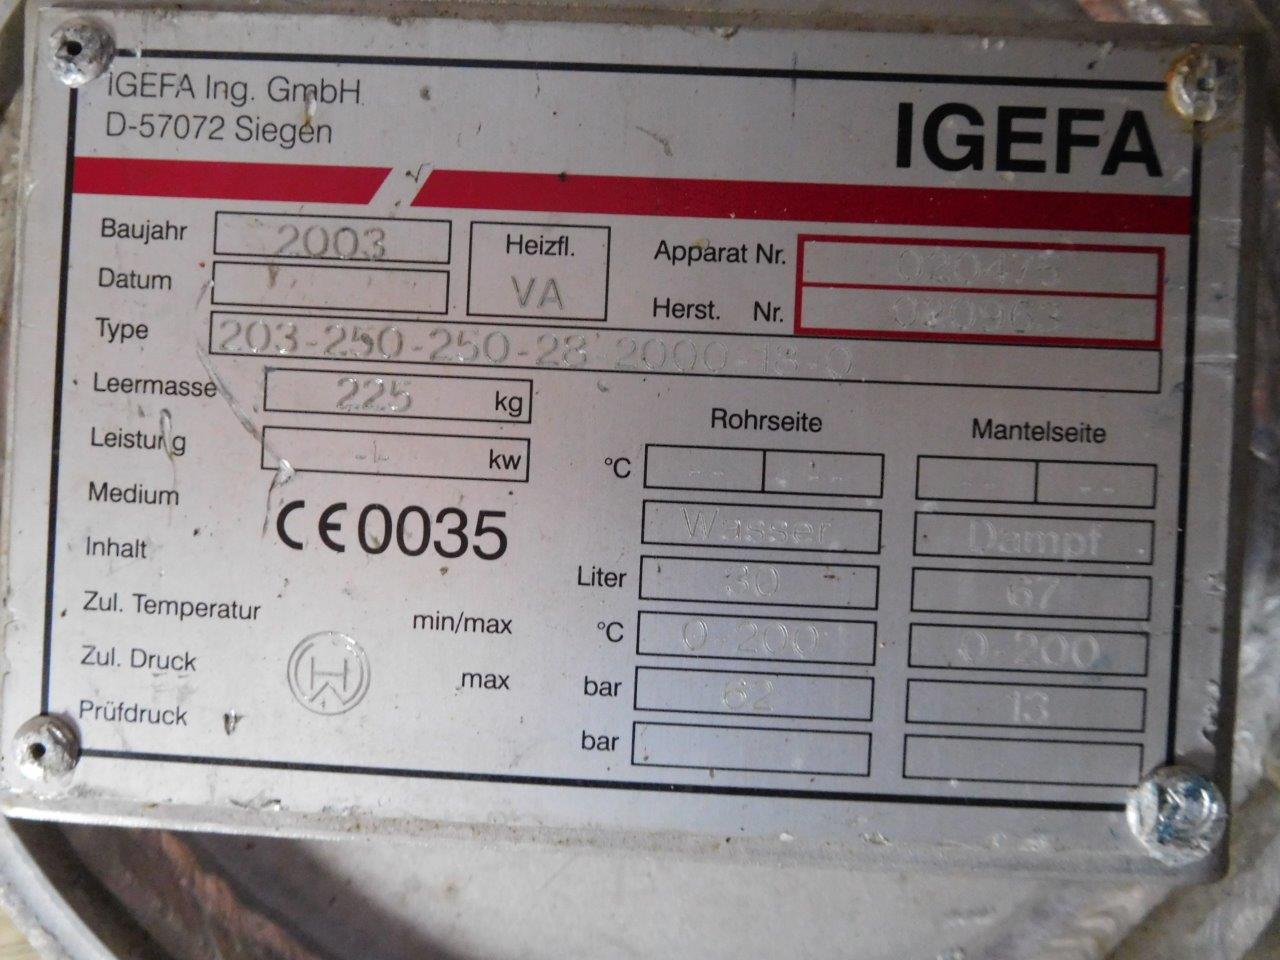 IGEFA Ing. GmbH
D-57072 Siegen
IGEFA
Baujahr 2003
Heizfl.
VA
Apparat Nr. 020475
Datum
Herst. Nr. 020963
Type 203-250-250-28-2000-13-0
Leermasse 225 kg
Leistung -- kw
Rohrseite Mantelseite
°C -- -- -- --
Medium Wasser Dampf
CE0035
Inhalt Liter 30 67
Zul. Temperatur min/max °C 0-200 0-200
Zul. Druck max bar 62 13
Prüfdruck bar